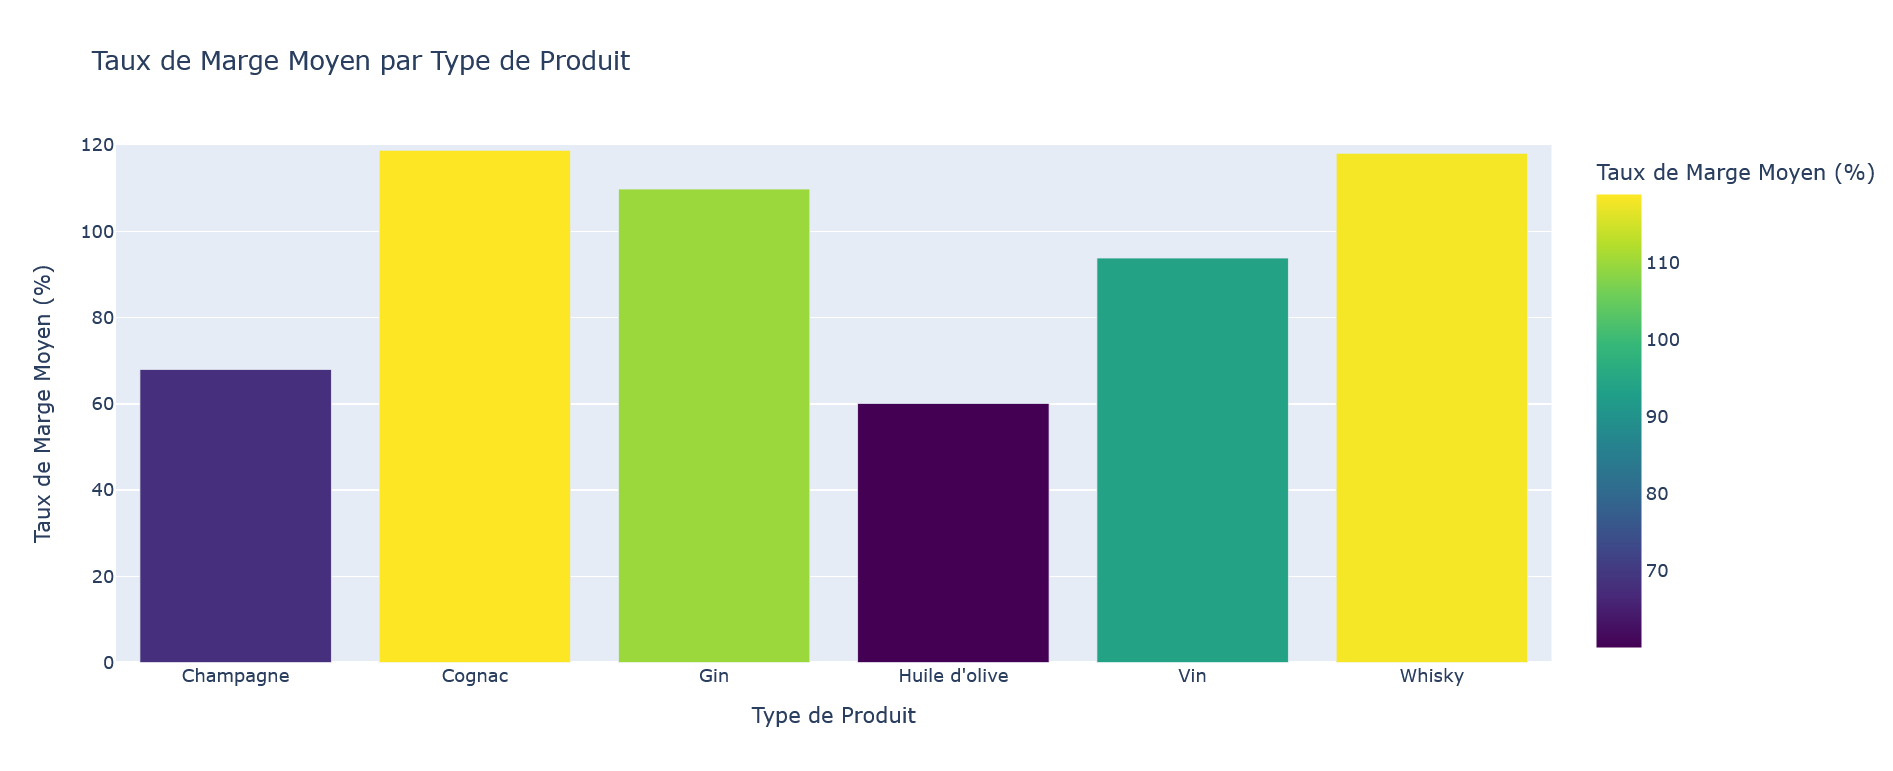 Taux de Marge Moyen par Type de Produit
Taux de Marge Moyen (%)
120
100
80
60
40
20
0
Champagne
Cognac
Gin
Huile d'olive
Vin
Whisky
Type de Produit
Taux de Marge Moyen (%)
110
100
90
80
70